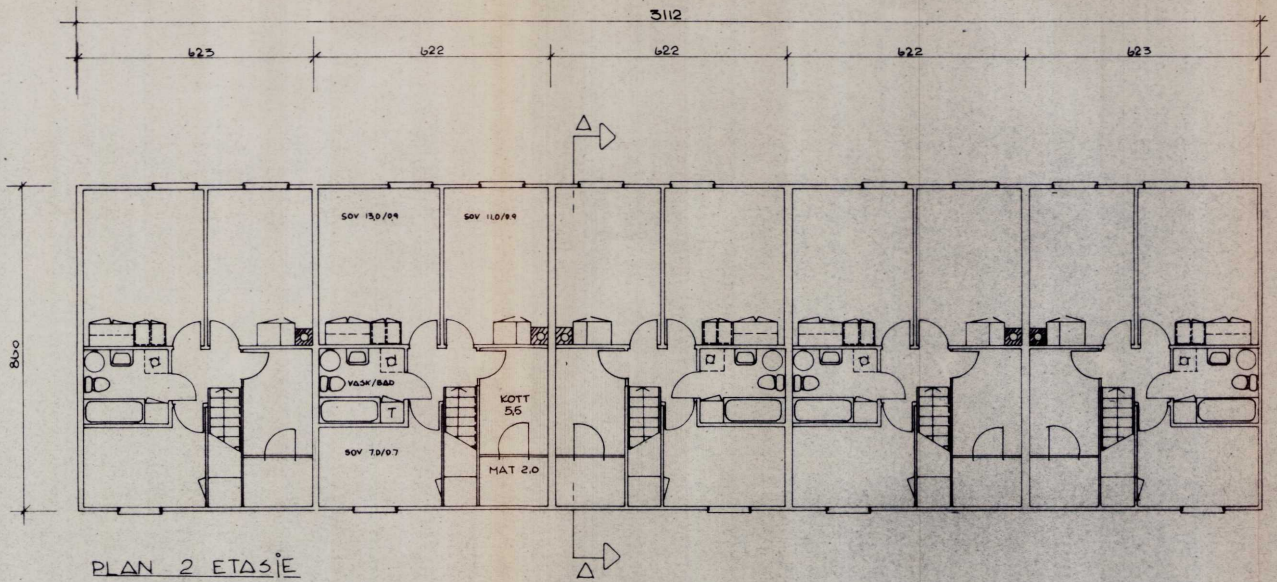 3112
623 622 622 622 623
A
860
SOV 13,0/0.9 SOV 11.0/0.9
VASK/BAD
KOTT
5,5
T
SOV 7.0/0.7
MAT 2.0
A
PLAN 2 ETASJE